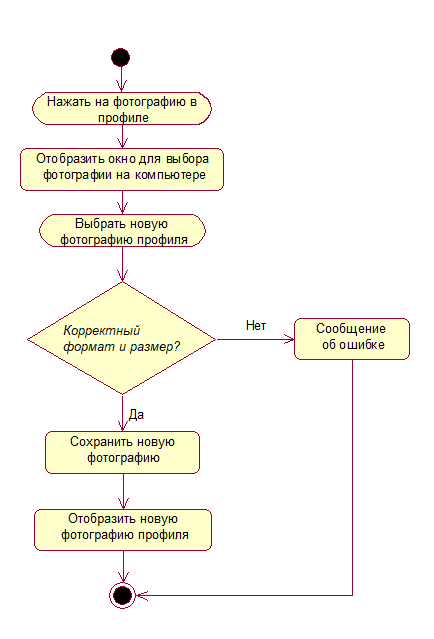 Нажать на фотографию в
профиле
Отобразить окно для выбора
фотографии на компьютере
Выбрать новую
фотографию профиля
Корректный
формат и размер?
Нет
Сообщение
об ошибке
Да
Сохранить новую
фотографию
Отобразить новую
фотографию профиля